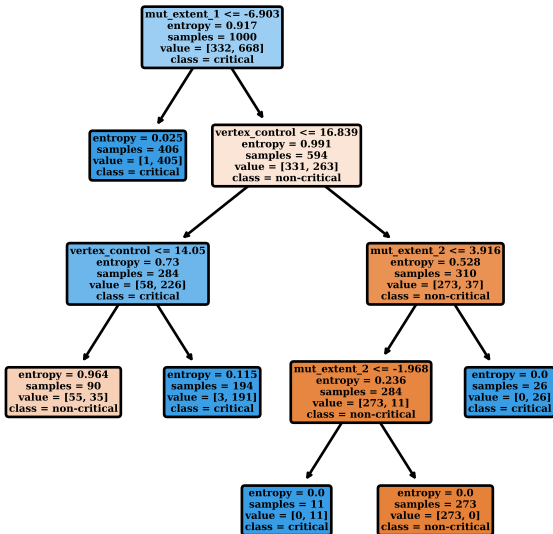 mut_extent_1 <= -6.903
entropy = 0.917
samples = 1000
value = [332, 668]
class = critical
entropy = 0.025
samples = 406
value = [1, 405]
class = critical
vertex_control <= 16.839
entropy = 0.991
samples = 594
value = [331, 263]
class = non-critical
vertex_control <= 14.05
entropy = 0.73
samples = 284
value = [58, 226]
class = critical
mut_extent_2 <= 3.916
entropy = 0.528
samples = 310
value = [273, 37]
class = non-critical
entropy = 0.964
samples = 90
value = [55, 35]
class = non-critical
entropy = 0.115
samples = 194
value = [3, 191]
class = critical
mut_extent_2 <= -1.968
entropy = 0.236
samples = 284
value = [273, 11]
class = non-critical
entropy = 0.0
samples = 26
value = [0, 26]
class = critical
entropy = 0.0
samples = 11
value = [0, 11]
class = critical
entropy = 0.0
samples = 273
value = [273, 0]
class = non-critical